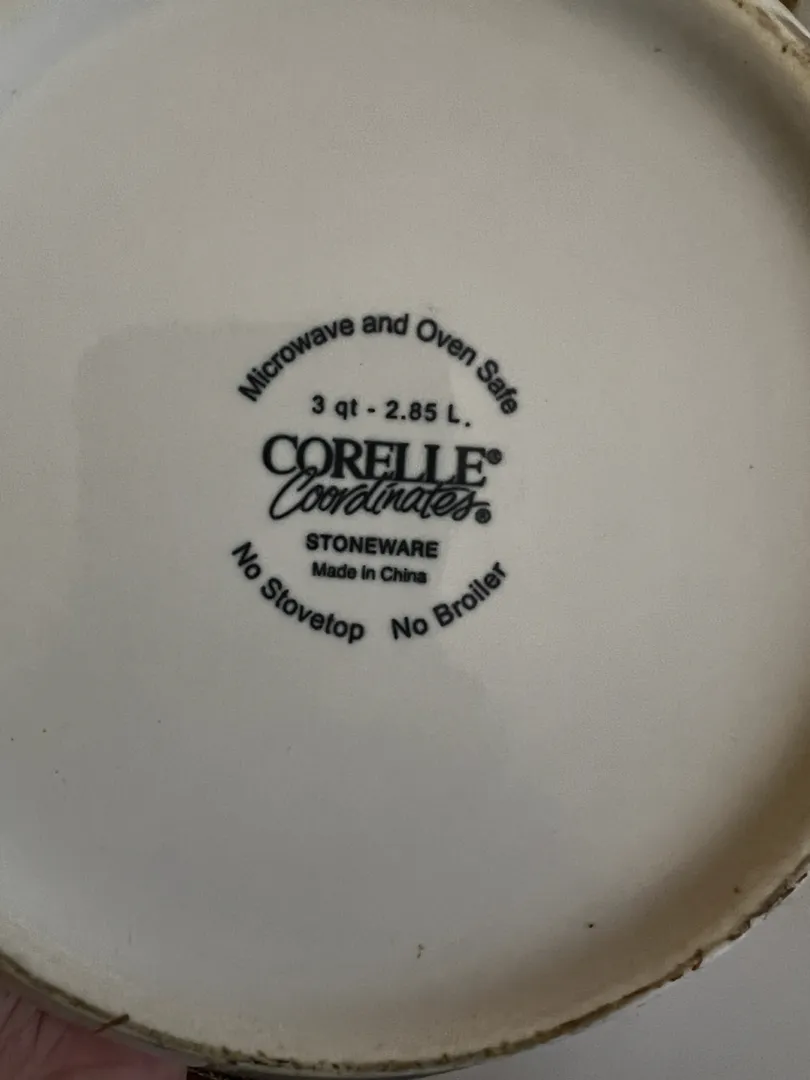 Microwave and Oven Safe
3 qt - 2.85 L.
CORELLE®
Coordinates®
STONEWARE
Made in China
No Stovetop No Broiler